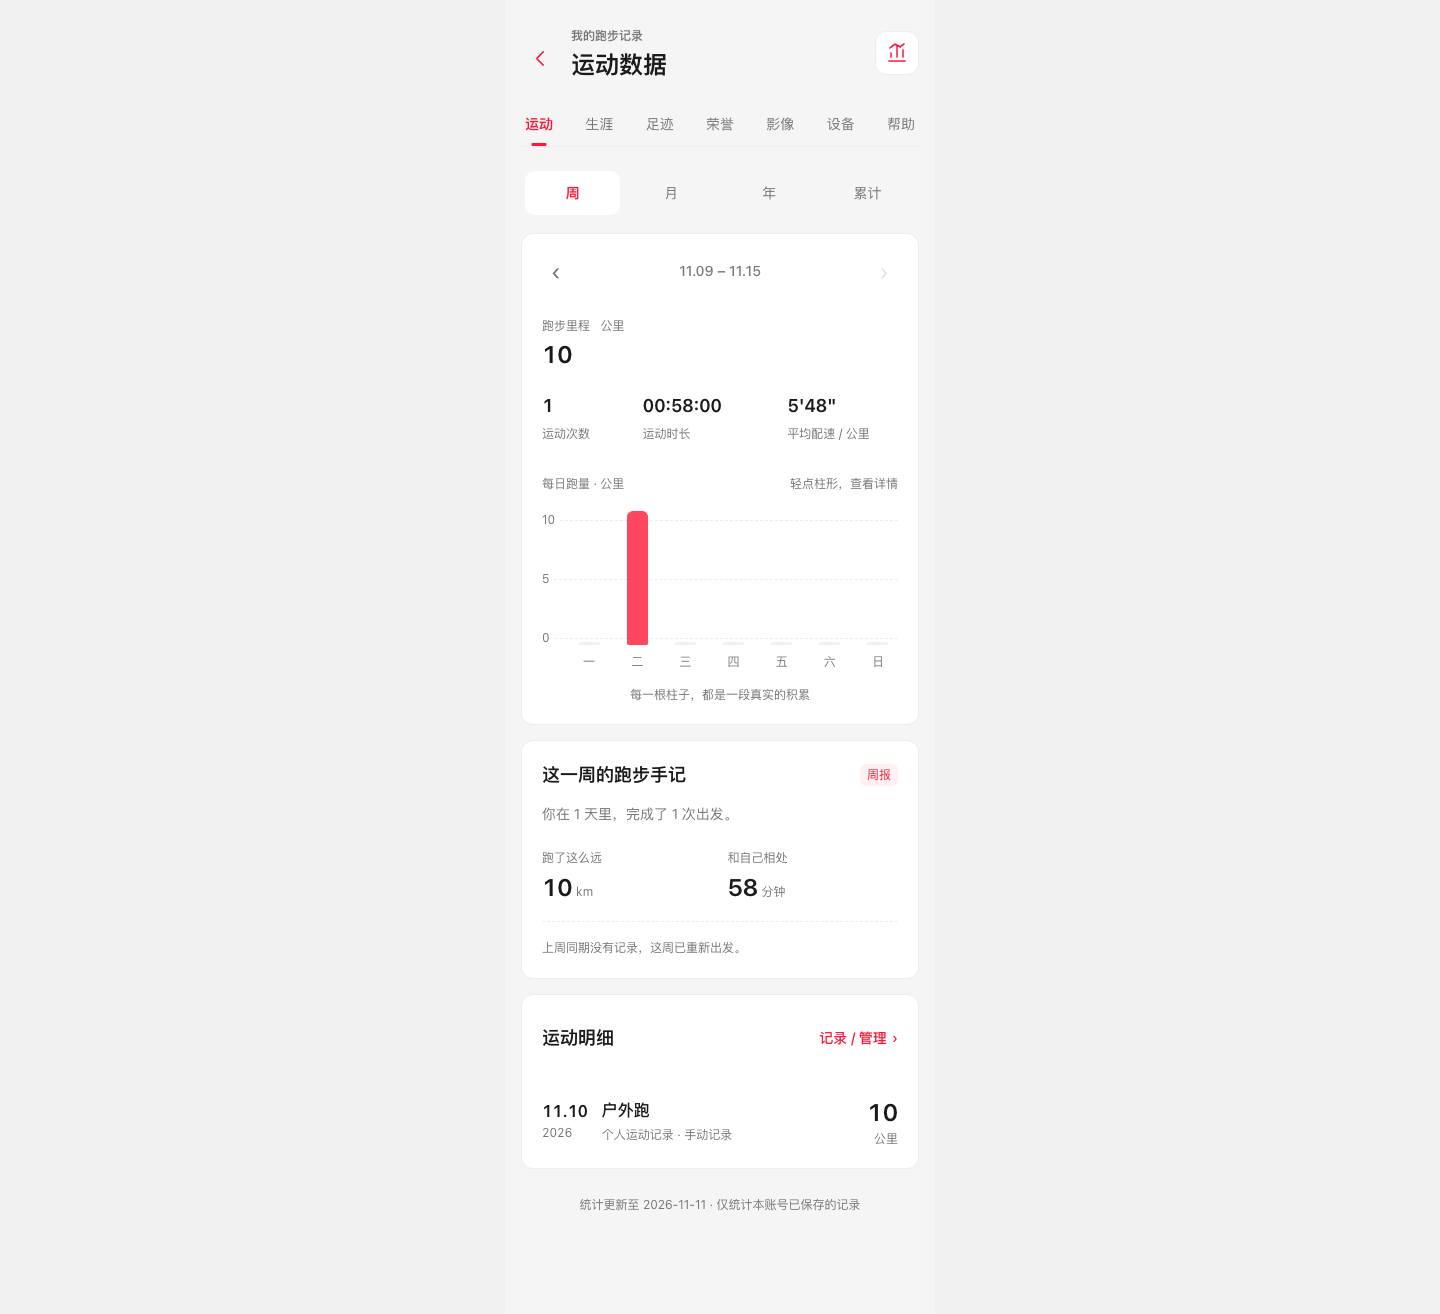 我的跑步记录
运动数据
运动 生涯 足迹 荣誉 影像 设备 帮助
周 月 年 累计
‹ 11.09 – 11.15 ›
跑步里程 公里
10
1 00:58:00 5'48"
运动次数 运动时长 平均配速 / 公里
每日跑量 · 公里 轻点柱形，查看详情
10
5
0
一 二 三 四 五 六 日
每一根柱子，都是一段真实的积累
这一周的跑步手记 周报
你在 1 天里，完成了 1 次出发。
跑了这么远 和自己相处
10 km 58 分钟
上周同期没有记录，这周已重新出发。
运动明细 记录 / 管理 ›
11.10 户外跑 10
2026 个人运动记录 · 手动记录 公里
统计更新至 2026-11-11 · 仅统计本账号已保存的记录